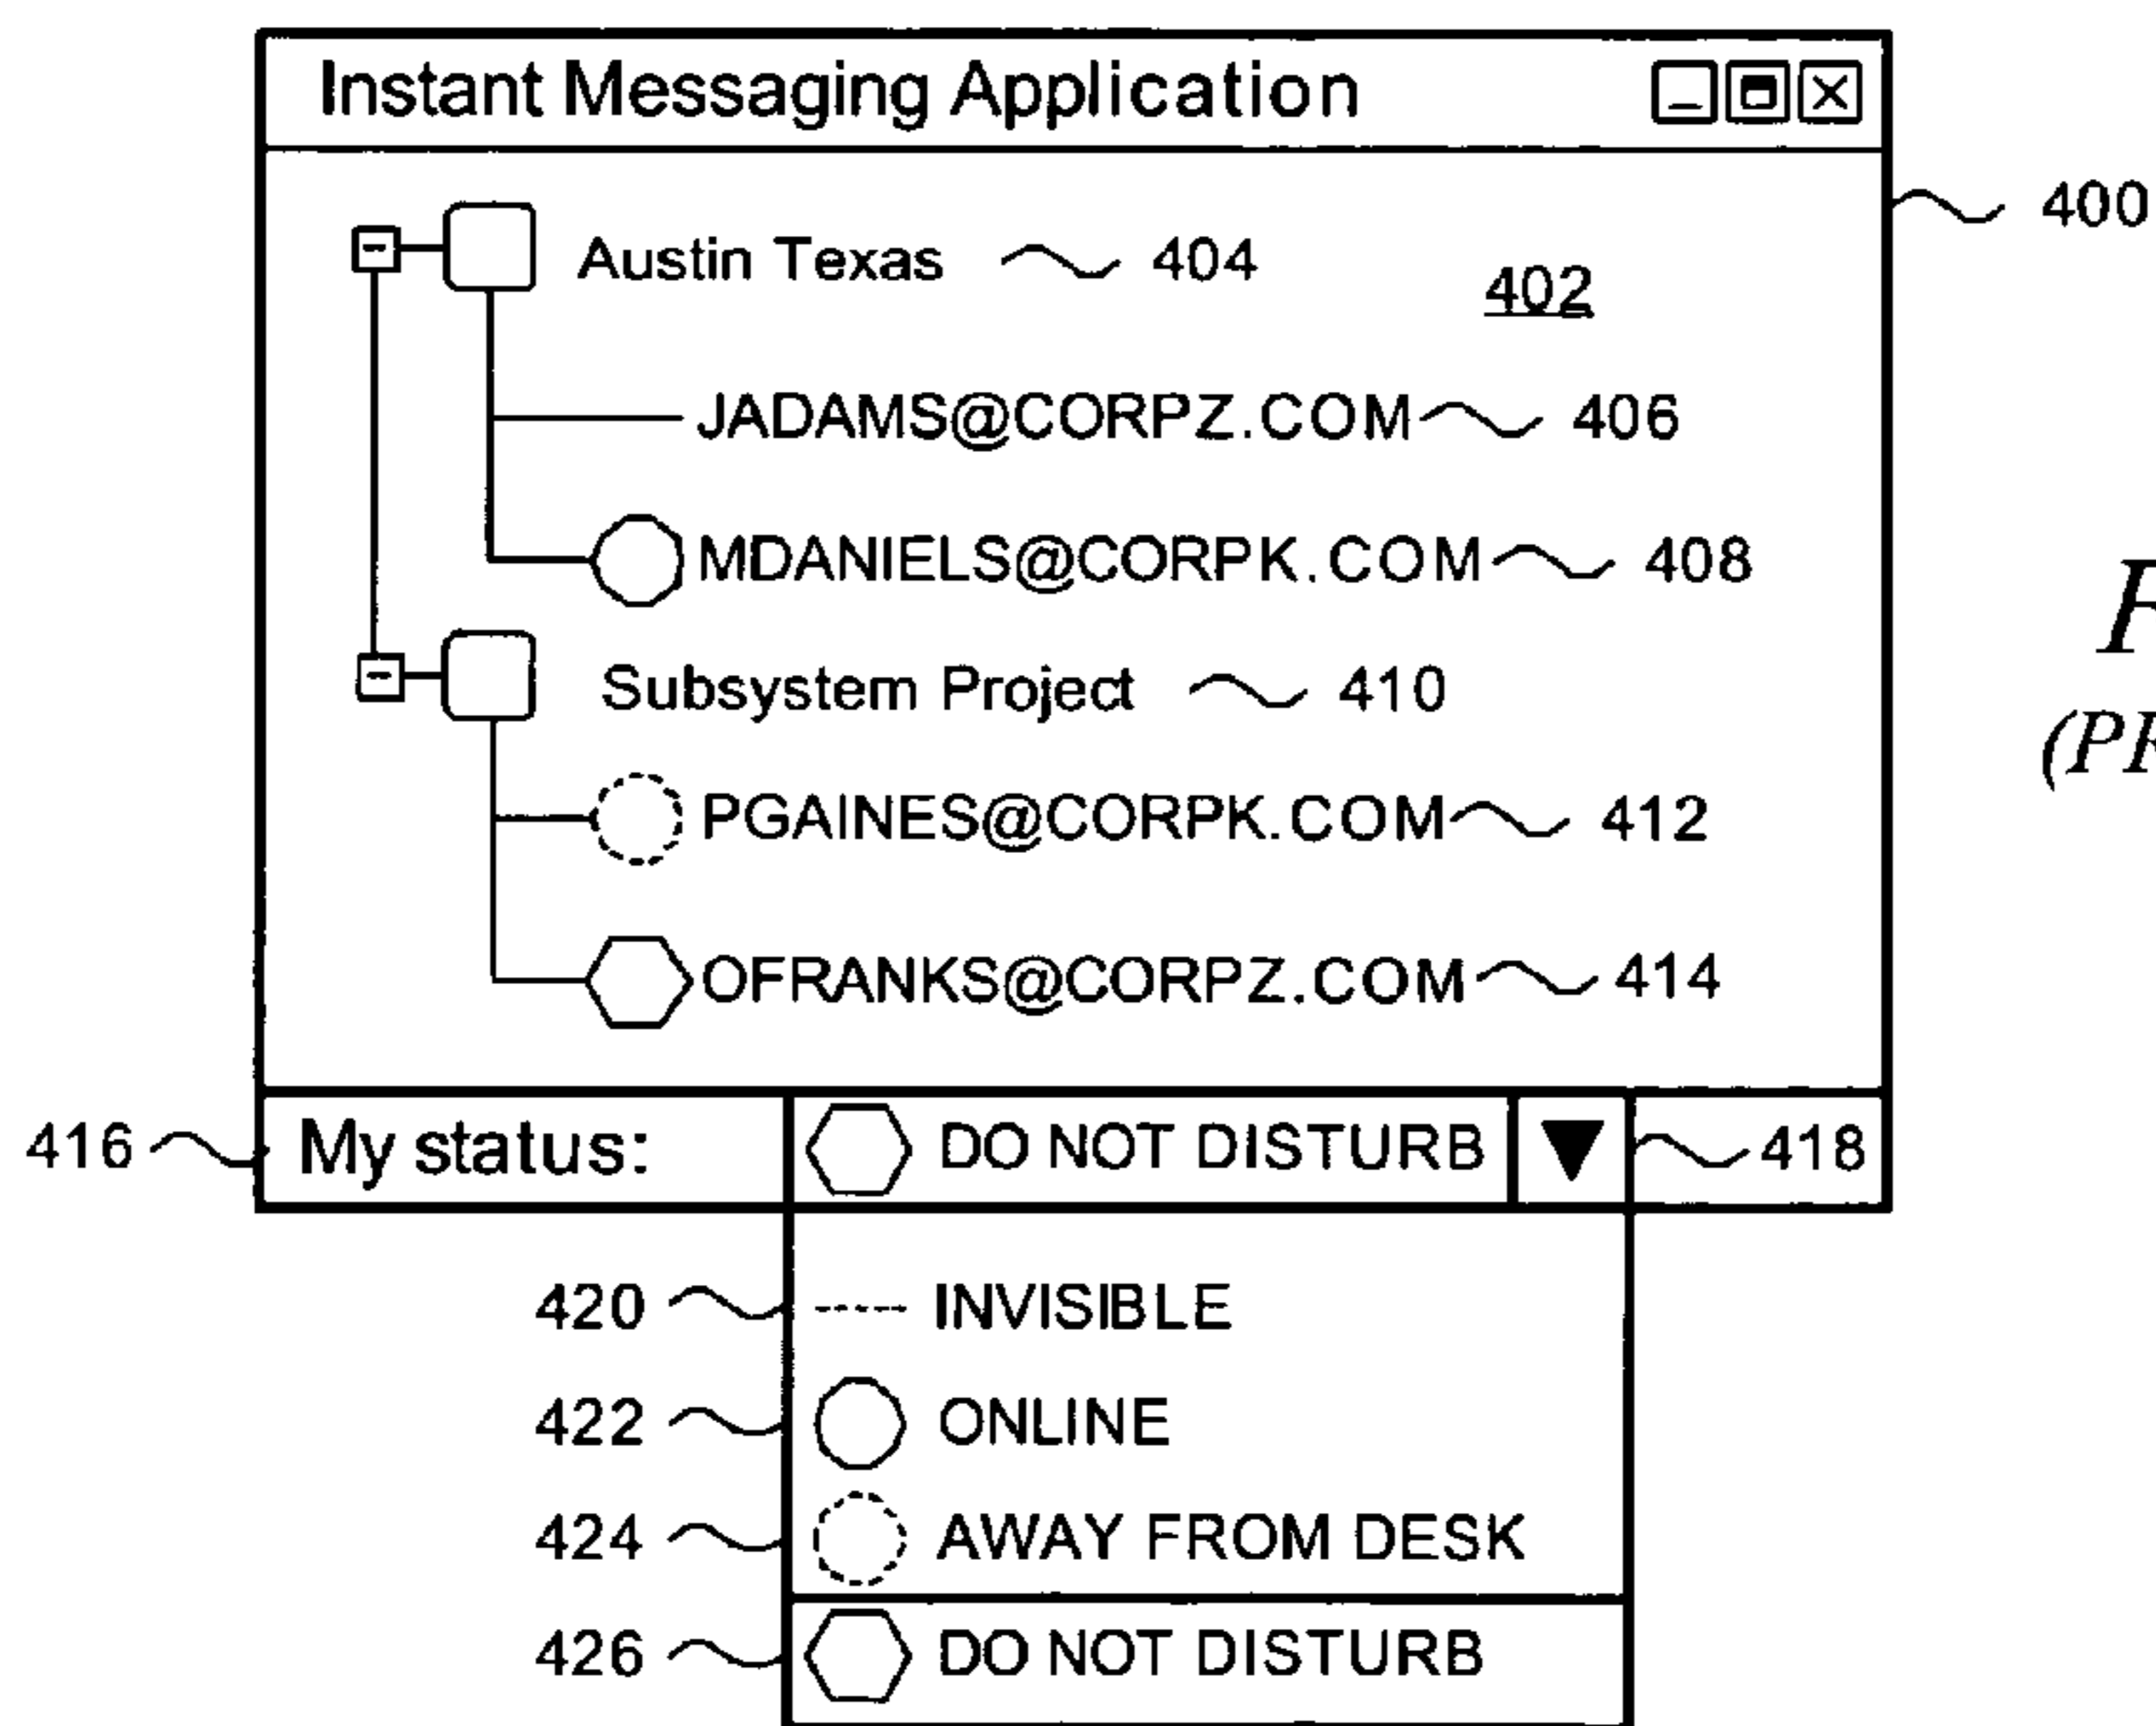 Instant Messaging Application
400
Austin Texas 404
402
JADAMS@CORPZ.COM 406
MDANIELS@CORPK.COM 408
Subsystem Project 410
PGAINES@CORPK.COM 412
OFRANKS@CORPZ.COM 414
416 My status: DO NOT DISTURB 418
420 INVISIBLE
422 ONLINE
424 AWAY FROM DESK
426 DO NOT DISTURB